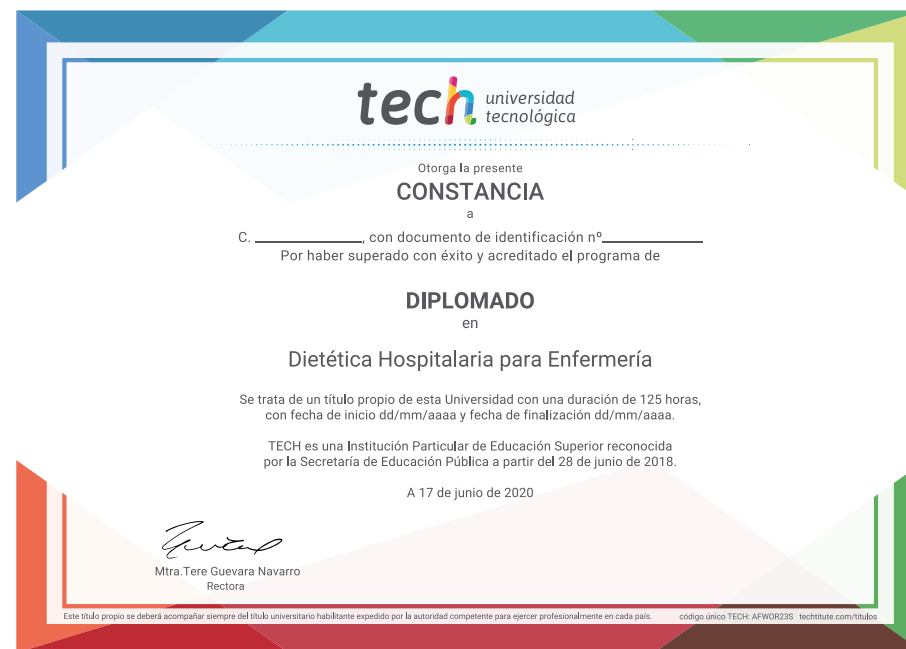 tech universidad
tecnológica
Otorga la presente
CONSTANCIA
a
C. ____________, con documento de identificación nº____________
Por haber superado con éxito y acreditado el programa de
DIPLOMADO
en
Dietética Hospitalaria para Enfermería
Se trata de un título propio de esta Universidad con una duración de 125 horas,
con fecha de inicio dd/mm/aaaa y fecha de finalización dd/mm/aaaa.
TECH es una Institución Particular de Educación Superior reconocida
por la Secretaría de Educación Pública a partir del 28 de junio de 2018.
A 17 de junio de 2020
Mtra.Tere Guevara Navarro
Rectora
Este título propio se deberá acompañar siempre del título universitario habilitante expedido por la autoridad competente para ejercer profesionalmente en cada país. código único TECH: AFWOR23S techtitute.com/titulos